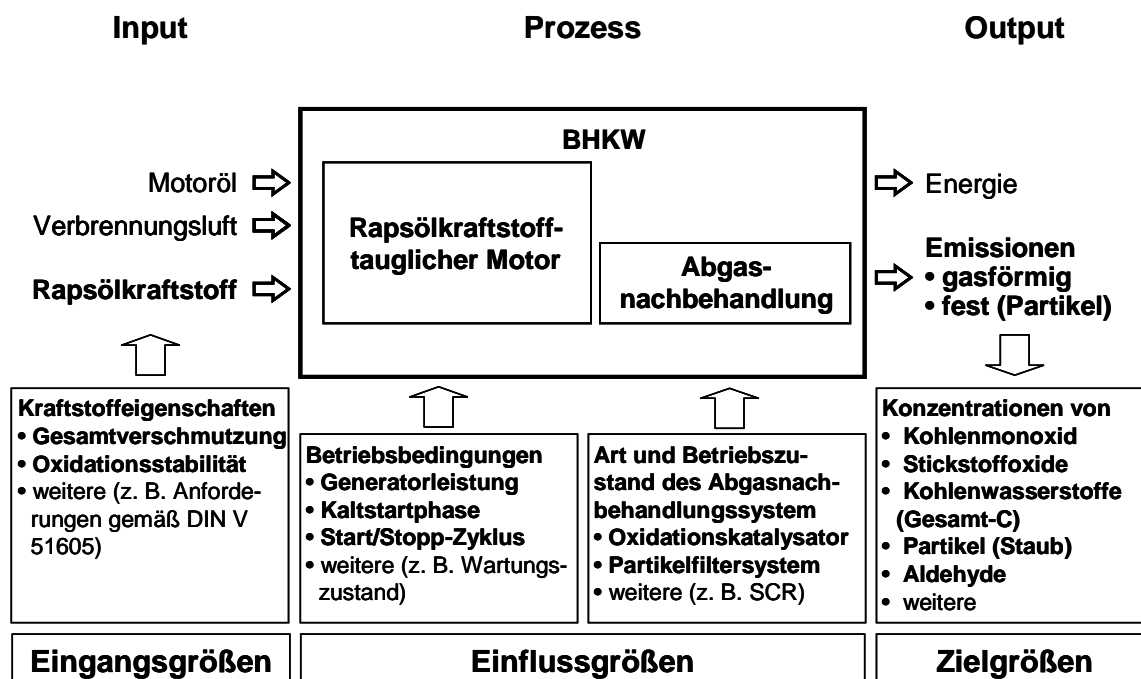 Input
Prozess
Output
BHKW
Motoröl
Verbrennungsluft
Rapsölkraftstoff
Rapsölkraftstoff-
tauglicher Motor
Abgas-
nachbehandlung
Energie
Emissionen
• gasförmig
• fest (Partikel)
Kraftstoffeigenschaften
• Gesamtverschmutzung
• Oxidationsstabilität
• weitere (z. B. Anforde-
rungen gemäß DIN V
51605)
Betriebsbedingungen
• Generatorleistung
• Kaltstartphase
• Start/Stopp-Zyklus
• weitere (z. B. Wartungs-
zustand)
Art und Betriebszu-
stand des Abgasnach-
behandlungssystem
• Oxidationskatalysator
• Partikelfiltersystem
• weitere (z. B. SCR)
Konzentrationen von
• Kohlenmonoxid
• Stickstoffoxide
• Kohlenwasserstoffe
(Gesamt-C)
• Partikel (Staub)
• Aldehyde
• weitere
Eingangsgrößen
Einflussgrößen
Zielgrößen